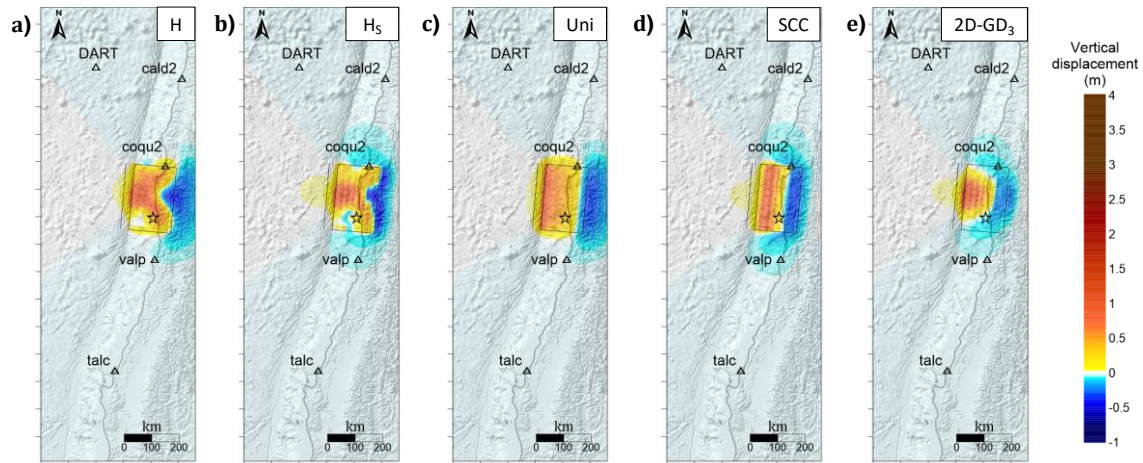 a) N H
DART
cald2
coqu2
valp
talc
km
0 100 200
b) N Hs
DART
cald2
coqu2
valp
talc
km
0 100 200
c) N Uni
DART
cald2
coqu2
valp
talc
km
0 100 200
d) N SCC
DART
cald2
coqu2
valp
talc
km
0 100 200
e) N 2D-GD3
DART
cald2
coqu2
valp
talc
km
0 100 200
Vertical
displacement
(m)
4
3.5
3
2.5
2
1.5
1
0.5
0
-0.5
-1